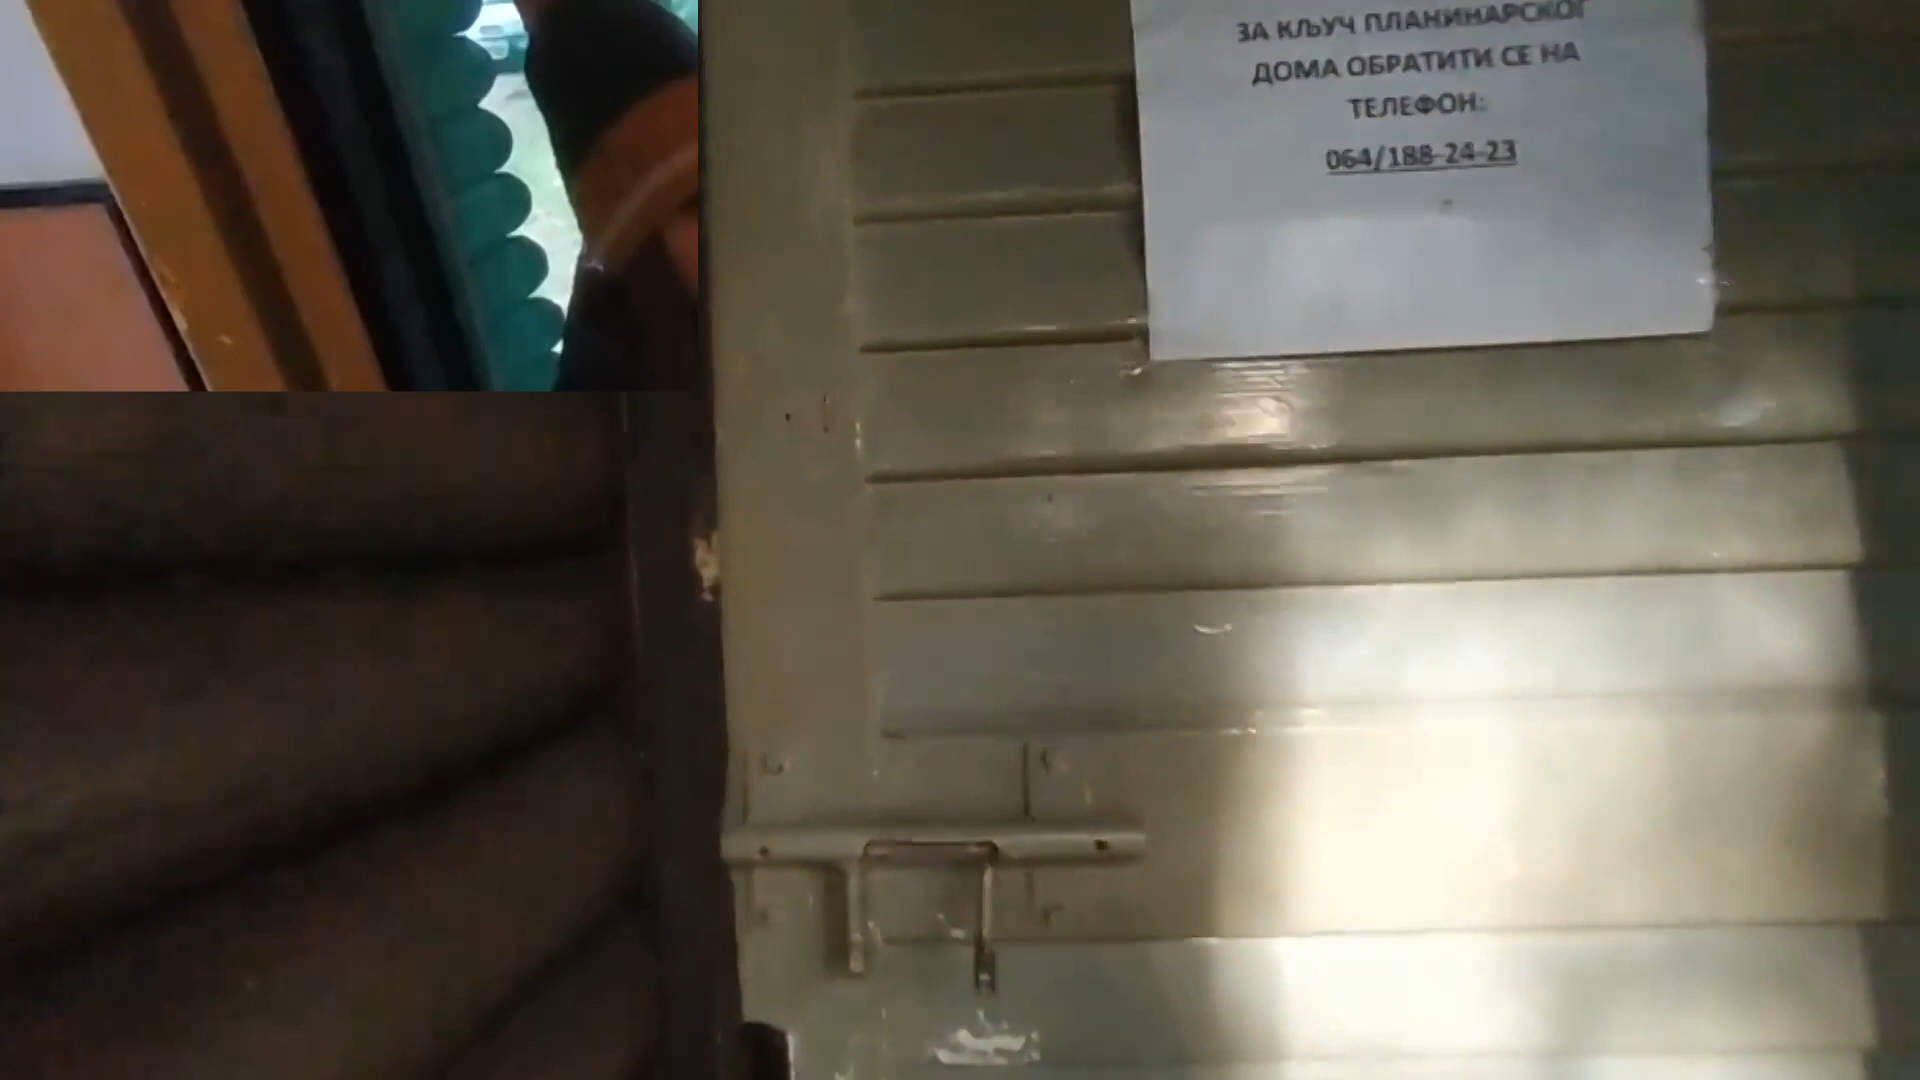 ЗА КЉУЧ ПЛАНИНАРСКОГ
ДОМА ОБРАТИТИ СЕ НА
ТЕЛЕФОН:
064/188-24-23